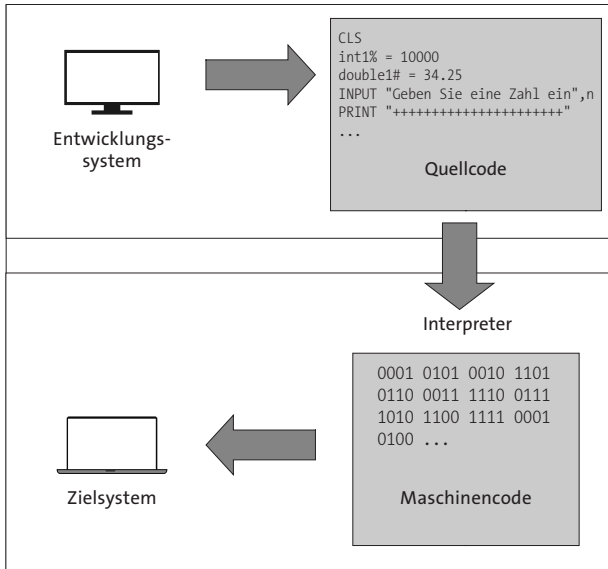 CLS
int1% = 10000
double1# = 34.25
INPUT "Geben Sie eine Zahl ein",n
PRINT "++++++++++++++++++++++"
...
Quellcode
Entwicklungs-
system
Interpreter
0001 0101 0010 1101
0110 0011 1110 0111
1010 1100 1111 0001
0100 ...
Maschinencode
Zielsystem